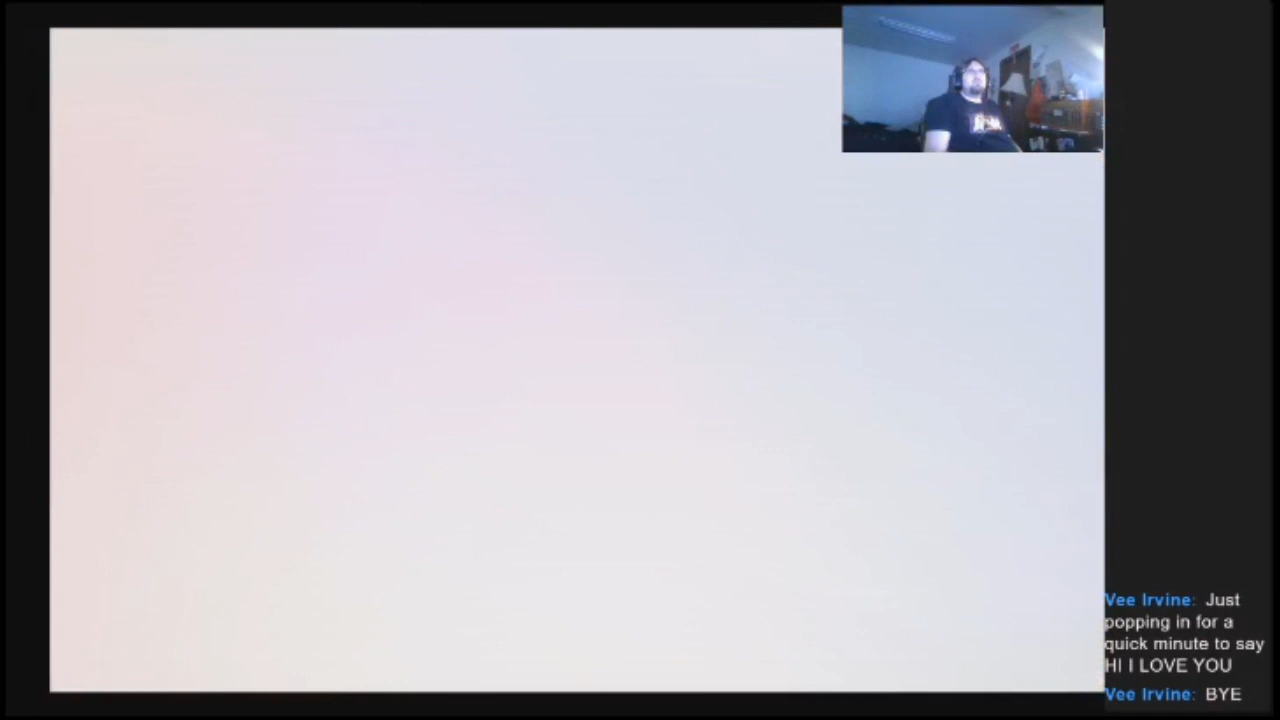 Vee Irvine: Just
popping in for a
quick minute to say
HI I LOVE YOU
Vee Irvine: BYE